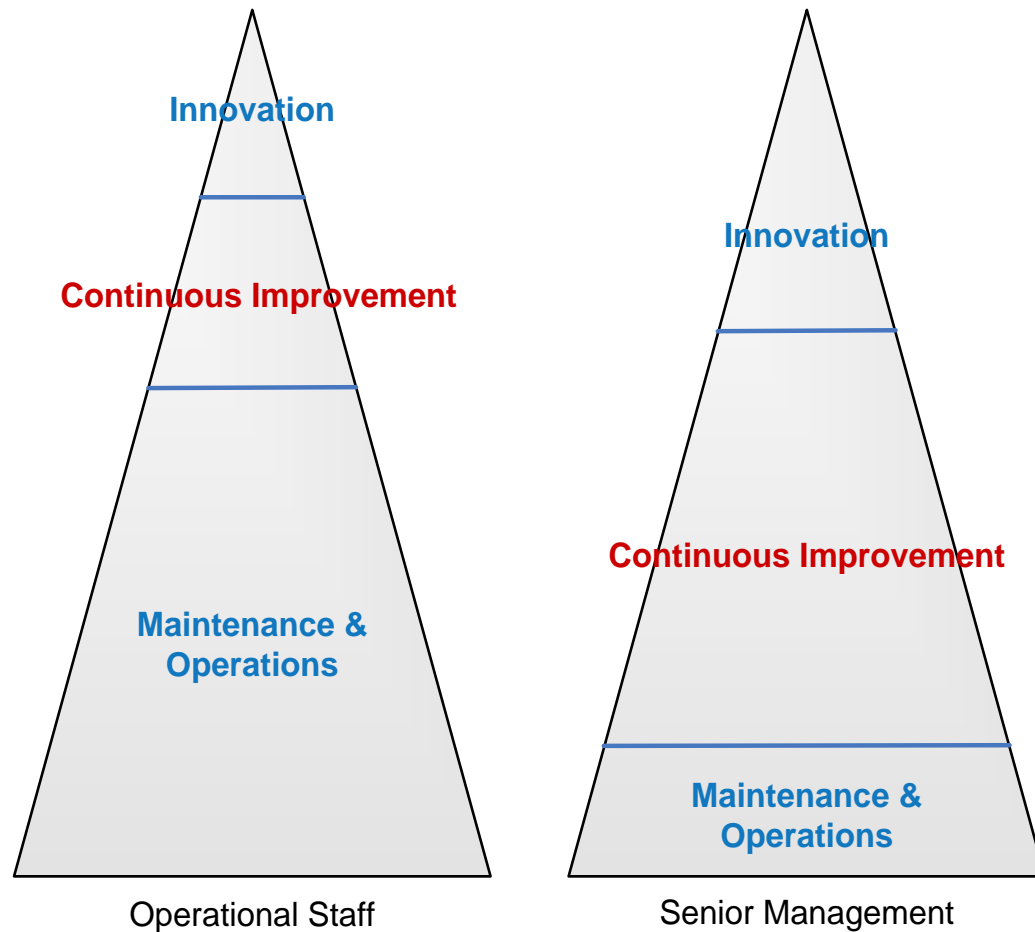 Innovation
Continuous Improvement
Maintenance &
Operations
Operational Staff
Innovation
Continuous Improvement
Maintenance &
Operations
Senior Management